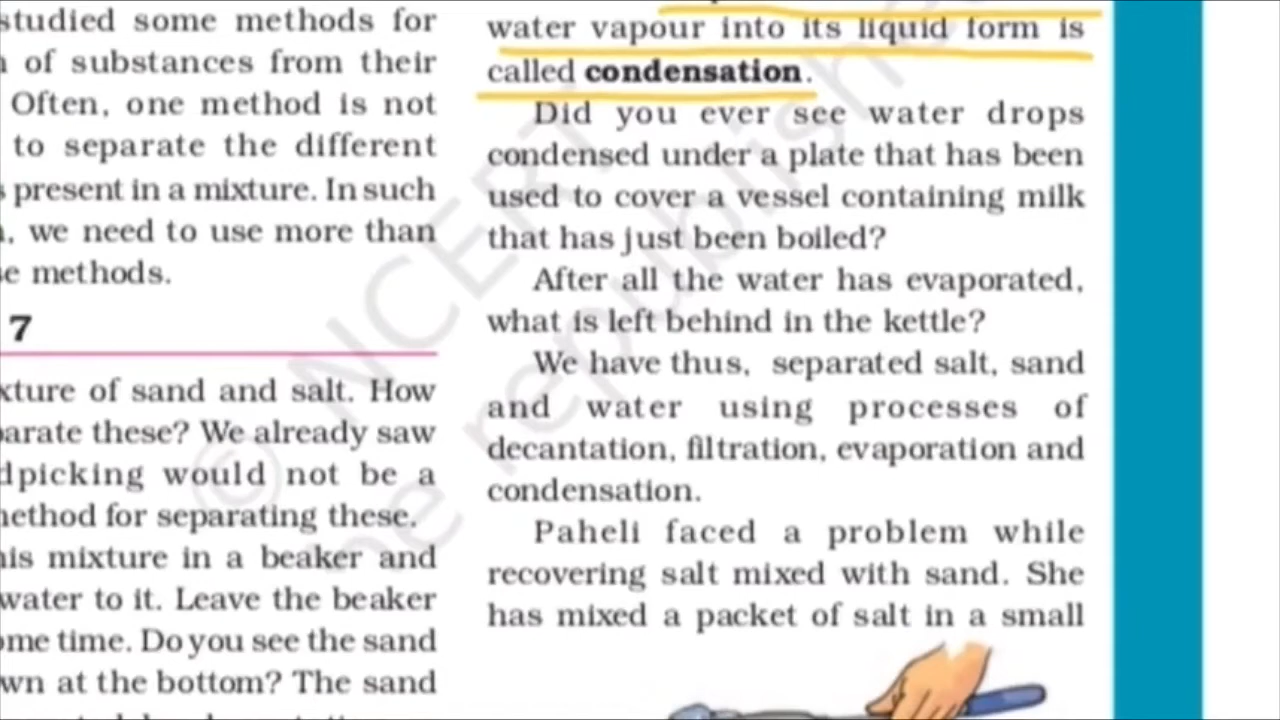 studied some methods for
of substances from their
Often, one method is not
to separate the different
present in a mixture. In such
we need to use more than
methods.
7
of sand and salt. How
these? We already saw
would not be a
for separating these.
mixture in a beaker and
water to it. Leave the beaker
time. Do you see the sand
at the bottom? The sand
water vapour into its liquid form is
called condensation.
Did you ever see water drops
condensed under a plate that has been
used to cover a vessel containing milk
that has just been boiled?
After all the water has evaporated,
what is left behind in the kettle?
We have thus, separated salt, sand
and water using processes of
decantation, filtration, evaporation and
condensation.
Paheli faced a problem while
recovering salt mixed with sand. She
has mixed a packet of salt in a small
© NCERT
republished